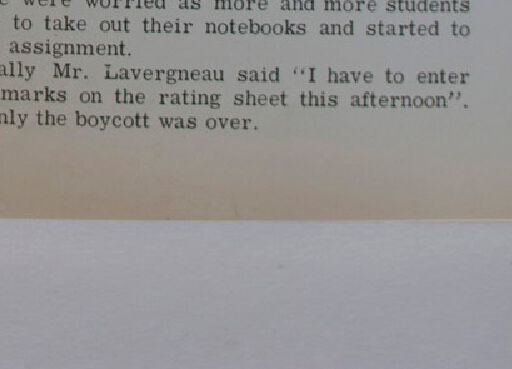 were worried as more and more students
to take out their notebooks and started to
assignment.
ally Mr. Lavergneau said "I have to enter
marks on the rating sheet this afternoon".
nly the boycott was over.